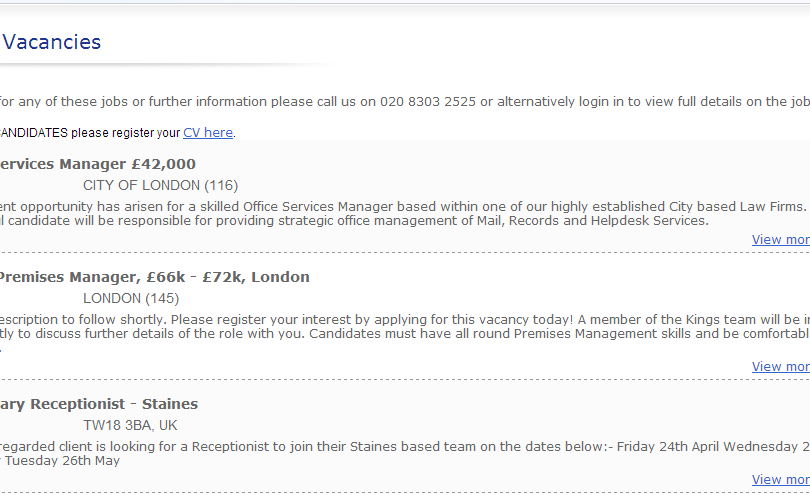 Vacancies
for any of these jobs or further information please call us on 020 8303 2525 or alternatively login in to view full details on the job
ANDIDATES please register your CV here.
ervices Manager £42,000
CITY OF LONDON (116)
ent opportunity has arisen for a skilled Office Services Manager based within one of our highly established City based Law Firms.
ul candidate will be responsible for providing strategic office management of Mail, Records and Helpdesk Services.
View mor
Premises Manager, £66k - £72k, London
LONDON (145)
escription to follow shortly. Please register your interest by applying for this vacancy today! A member of the Kings team will be i
tly to discuss further details of the role with you. Candidates must have all round Premises Management skills and be comfortabl
.
View mor
ary Receptionist - Staines
TW18 3BA, UK
regarded client is looking for a Receptionist to join their Staines based team on the dates below:- Friday 24th April Wednesday 2
Tuesday 26th May
View mor